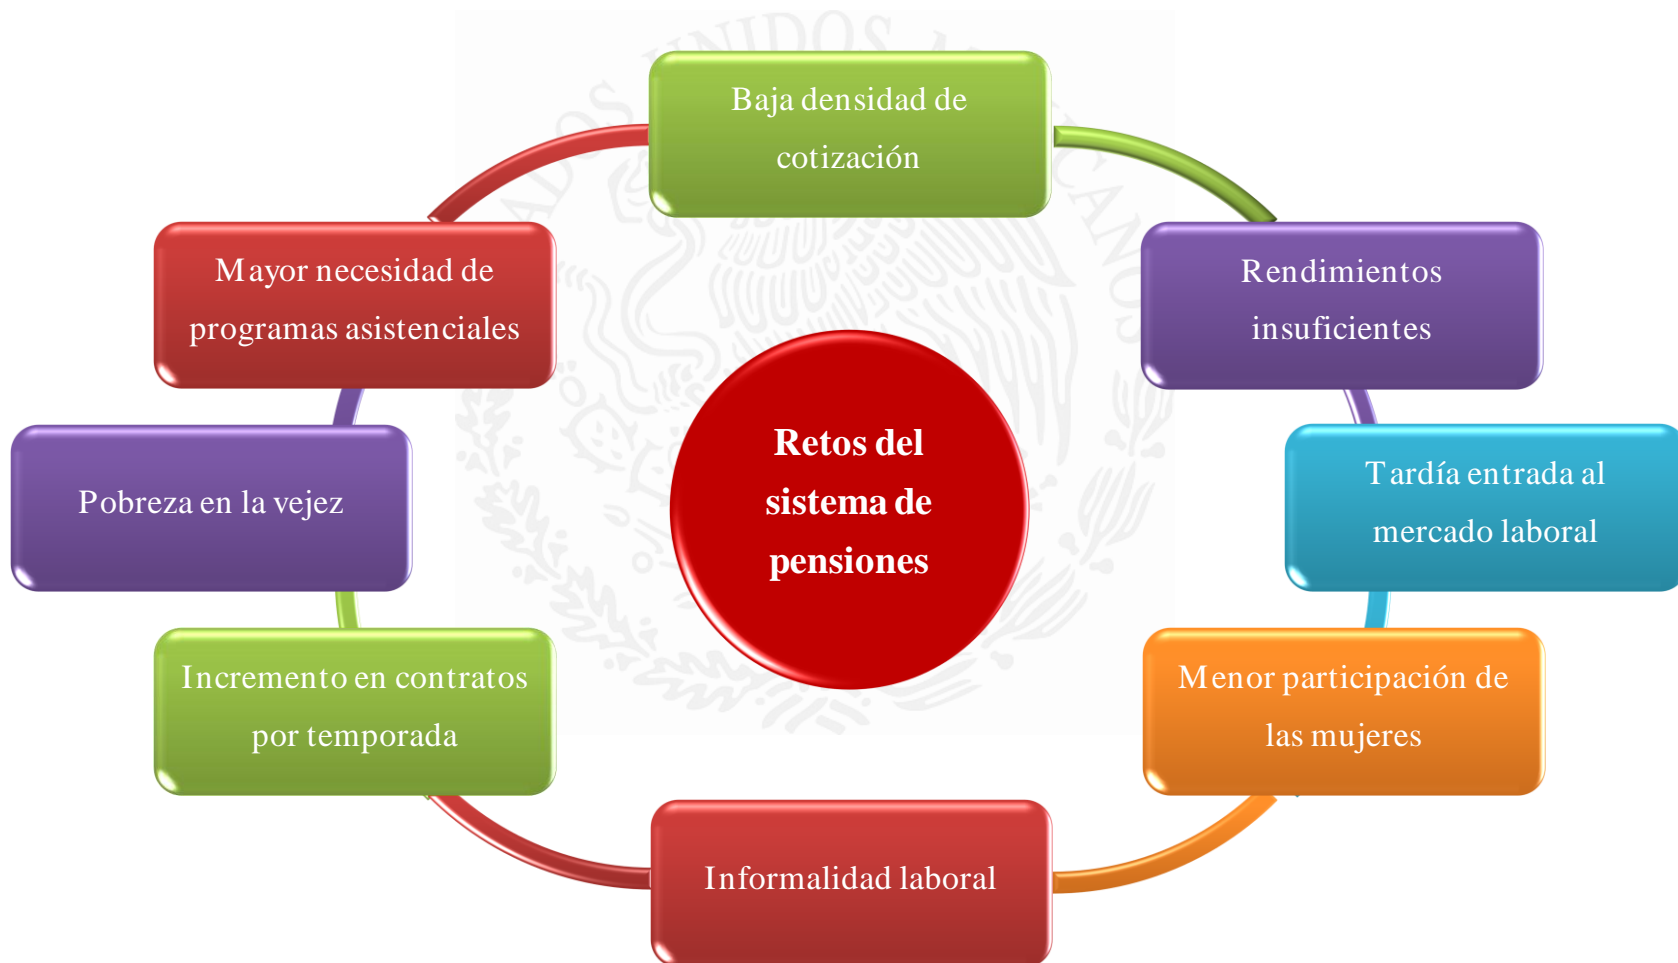 Baja densidad de
cotización
Rendimientos
insuficientes
Tardía entrada al
mercado laboral
Menor participación de
las mujeres
Informalidad laboral
Incremento en contratos
por temporada
Pobreza en la vejez
Mayor necesidad de
programas asistenciales
Retos del
sistema de
pensiones